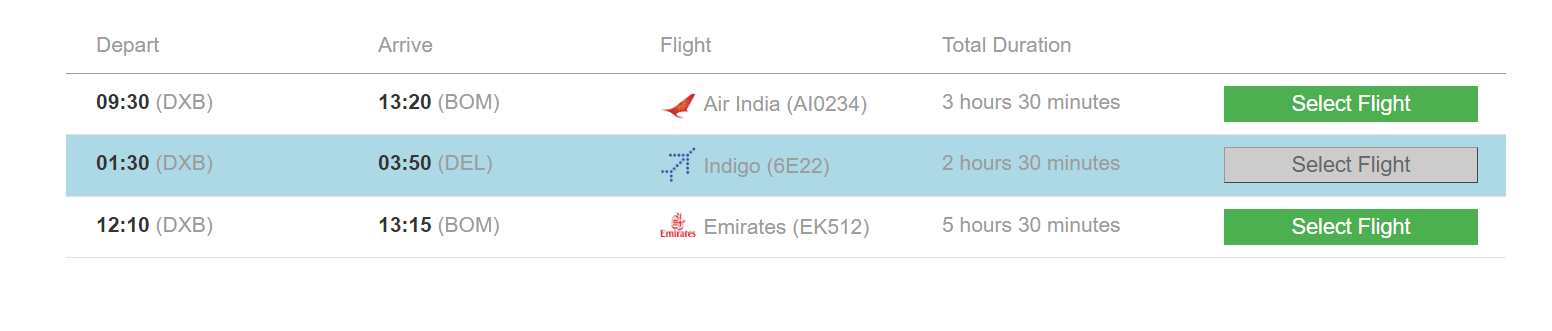 Depart Arrive Flight Total Duration
09:30 (DXB) 13:20 (BOM) Air India (AI0234) 3 hours 30 minutes Select Flight
01:30 (DXB) 03:50 (DEL) Indigo (6E22) 2 hours 30 minutes Select Flight
12:10 (DXB) 13:15 (BOM) Emirates Emirates (EK512) 5 hours 30 minutes Select Flight